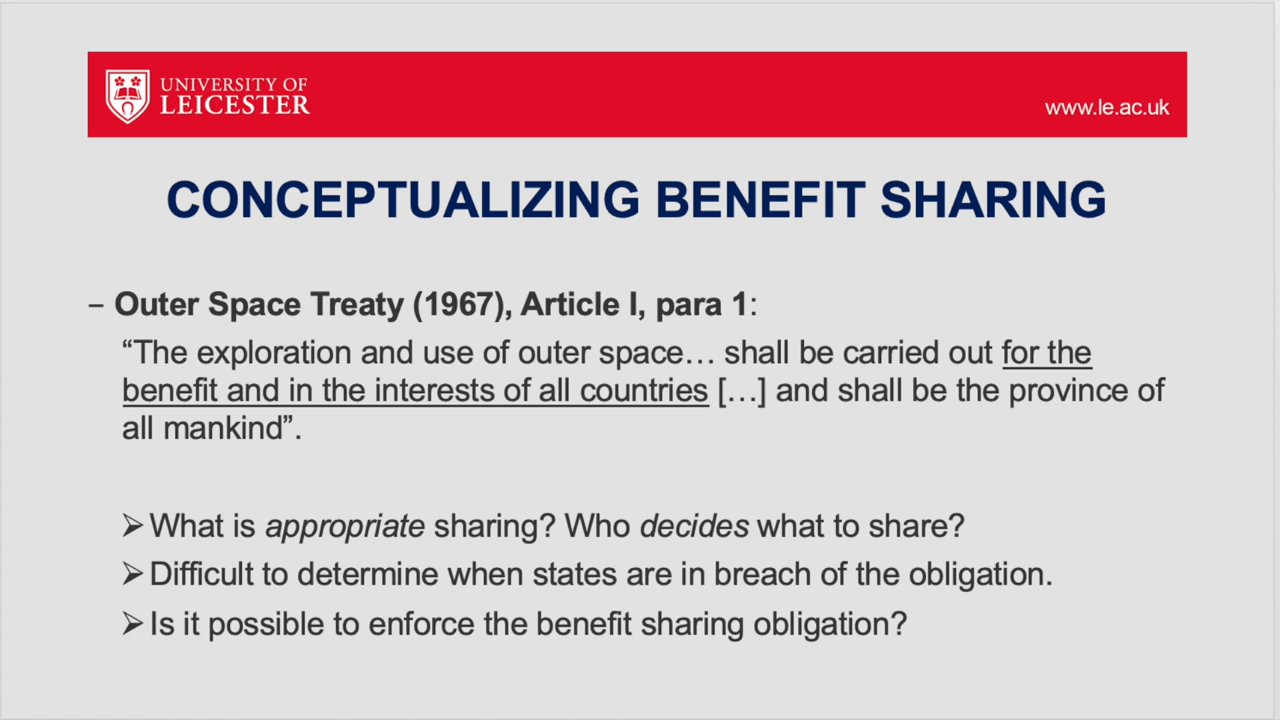 UNIVERSITY OF
LEICESTER
www.le.ac.uk
CONCEPTUALIZING BENEFIT SHARING
– Outer Space Treaty (1967), Article I, para 1:
“The exploration and use of outer space… shall be carried out for the
benefit and in the interests of all countries […] and shall be the province of
all mankind”.
➢ What is appropriate sharing? Who decides what to share?
➢ Difficult to determine when states are in breach of the obligation.
➢ Is it possible to enforce the benefit sharing obligation?